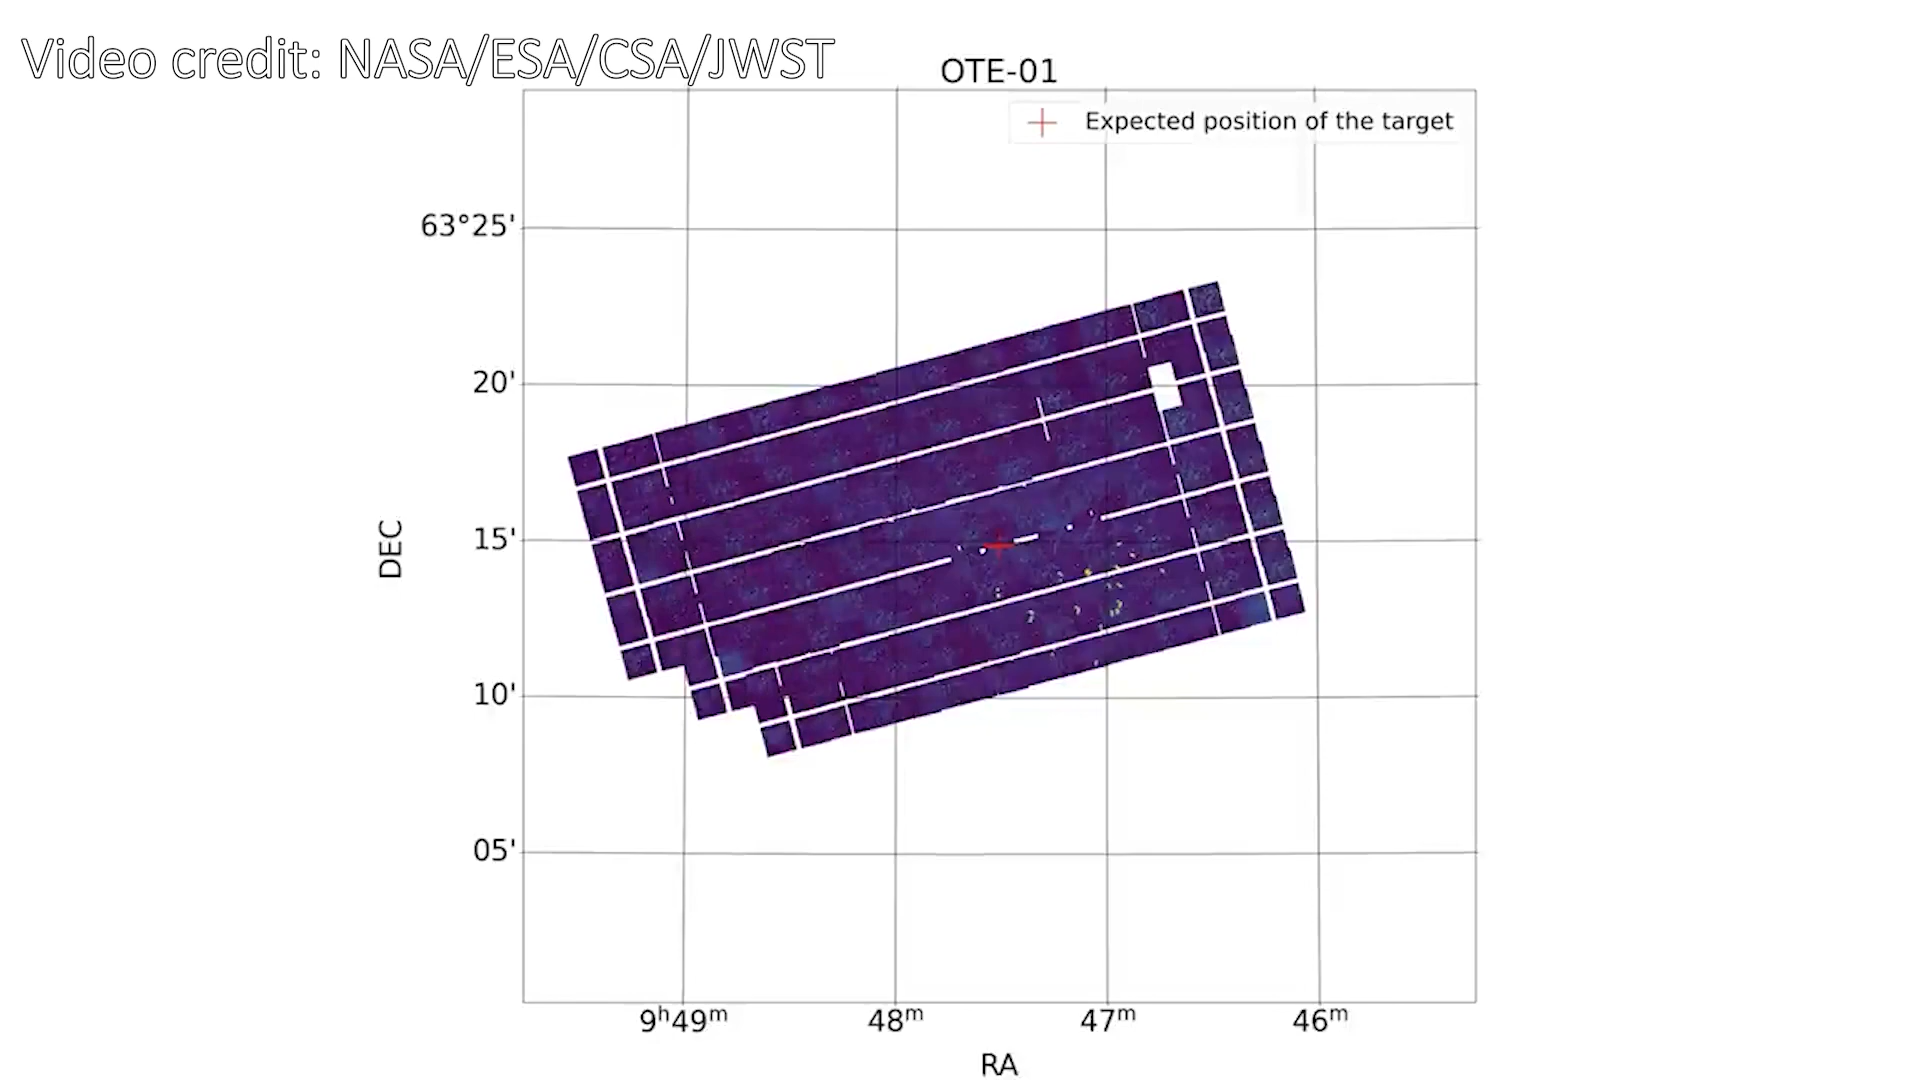 Video credit: NASA/ESA/CSA/JWST
OTE-01
Expected position of the target
63°25'
20'
15'
DEC
10'
05'
9ʰ49ᵐ 48ᵐ 47ᵐ 46ᵐ
RA